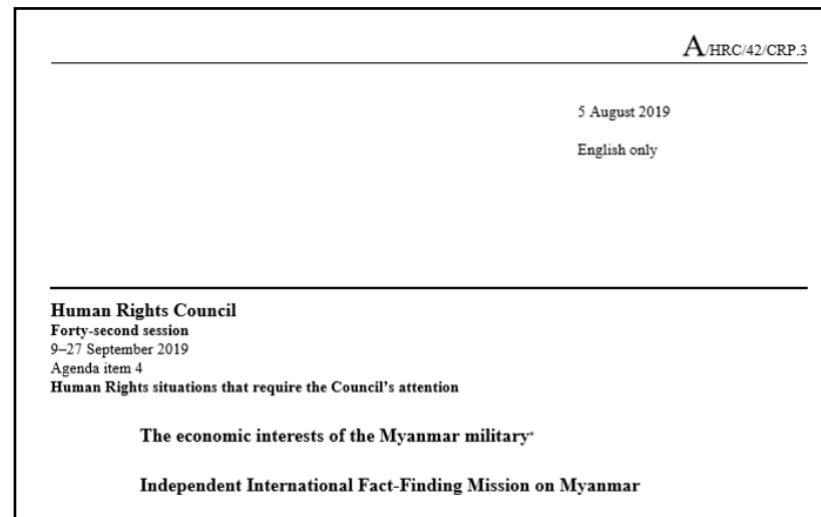 A/HRC/42/CRP.3
5 August 2019
English only
Human Rights Council
Forty-second session
9–27 September 2019
Agenda item 4
Human Rights situations that require the Council's attention
The economic interests of the Myanmar military*
Independent International Fact-Finding Mission on Myanmar